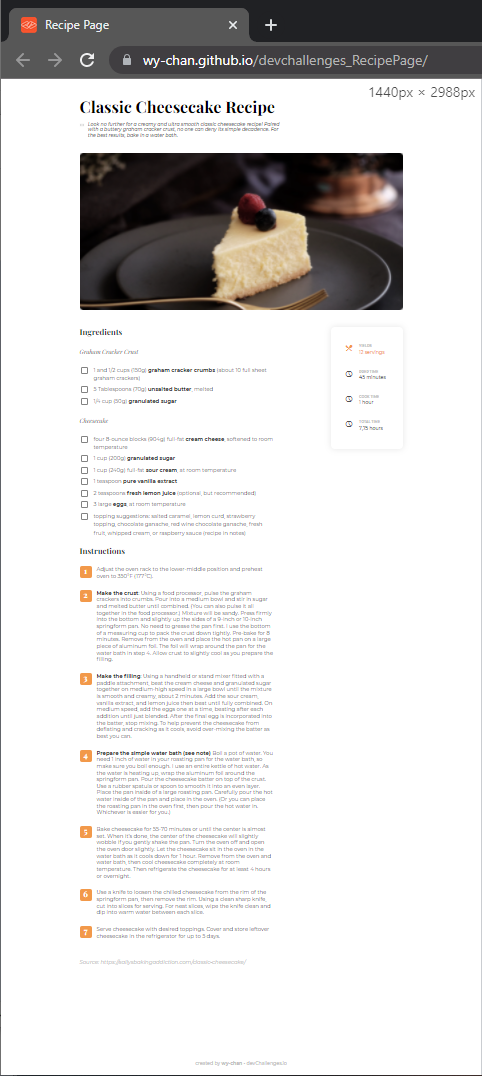 Recipe Page
wy-chan.github.io/devchallenges_RecipePage/
1440px × 2988px
Classic Cheesecake Recipe
Look no further for a creamy and ultra smooth classic cheesecake recipe! Paired
with a buttery graham cracker crust, no one can deny its simple decadence. For
the best results, bake in a water bath.
Ingredients
Graham Cracker Crust
1 and 1/2 cups (150g) graham cracker crumbs (about 10 full sheet
graham crackers)
5 Tablespoons (70g) unsalted butter, melted
1/4 cup (50g) granulated sugar
Cheesecake
four 8-ounce blocks (904g) full-fat cream cheese, softened to room
temperature
1 cup (200g) granulated sugar
1 cup (240g) full-fat sour cream, at room temperature
1 teaspoon pure vanilla extract
2 teaspoons fresh lemon juice (optional, but recommended)
3 large eggs, at room temperature
topping suggestions: salted caramel, lemon curd, strawberry
topping, chocolate ganache, red wine chocolate ganache, fresh
fruit, whipped cream, or raspberry sauce (recipe in notes)
YIELDS
12 servings
PREP TIME
45 minutes
COOK TIME
1 hour
TOTAL TIME
7,75 hours
Instructions
1 Adjust the oven rack to the lower-middle position and preheat
oven to 350°F (177°C).
2 Make the crust: Using a food processor, pulse the graham
crackers into crumbs. Pour into a medium bowl and stir in sugar
and melted butter until combined. (You can also pulse it all
together in the food processor.) Mixture will be sandy. Press firmly
into the bottom and slightly up the sides of a 9-inch or 10-inch
springform pan. No need to grease the pan first. I use the bottom
of a measuring cup to pack the crust down tightly. Pre-bake for 8
minutes. Remove from the oven and place the hot pan on a large
piece of aluminum foil. The foil will wrap around the pan for the
water bath in step 4. Allow crust to slightly cool as you prepare the
filling.
3 Make the filling: Using a handheld or stand mixer fitted with a
paddle attachment, beat the cream cheese and granulated sugar
together on medium-high speed in a large bowl until the mixture
is smooth and creamy, about 2 minutes. Add the sour cream,
vanilla extract, and lemon juice then beat until fully combined. On
medium speed, add the eggs one at a time, beating after each
addition until just blended. After the final egg is incorporated into
the batter, stop mixing. To help prevent the cheesecake from
deflating and cracking as it cools, avoid over-mixing the batter as
best you can.
4 Prepare the simple water bath (see note): Boil a pot of water. You
need 1 inch of water in your roasting pan for the water bath, so
make sure you boil enough. I use an entire kettle of hot water. As
the water is heating up, wrap the aluminum foil around the
springform pan. Pour the cheesecake batter on top of the crust.
Use a rubber spatula or spoon to smooth it into an even layer.
Place the pan inside of a large roasting pan. Carefully pour the hot
water inside of the pan and place in the oven. (Or you can place
the roasting pan in the oven first, then pour the hot water in.
Whichever is easier for you.)
5 Bake cheesecake for 55-70 minutes or until the center is almost
set. When it's done, the center of the cheesecake will slightly
wobble if you gently shake the pan. Turn the oven off and open
the oven door slightly. Let the cheesecake sit in the oven in the
water bath as it cools down for 1 hour. Remove from the oven and
water bath, then cool cheesecake completely at room
temperature. Then refrigerate the cheesecake for at least 4 hours
or overnight.
6 Use a knife to loosen the chilled cheesecake from the rim of the
springform pan, then remove the rim. Using a clean sharp knife,
cut into slices for serving. For neat slices, wipe the knife clean and
dip into warm water between each slice.
7 Serve cheesecake with desired toppings. Cover and store leftover
cheesecake in the refrigerator for up to 5 days.
Source: https://sallysbakingaddiction.com/classic-cheesecake/
created by wy-chan - devChallenges.io